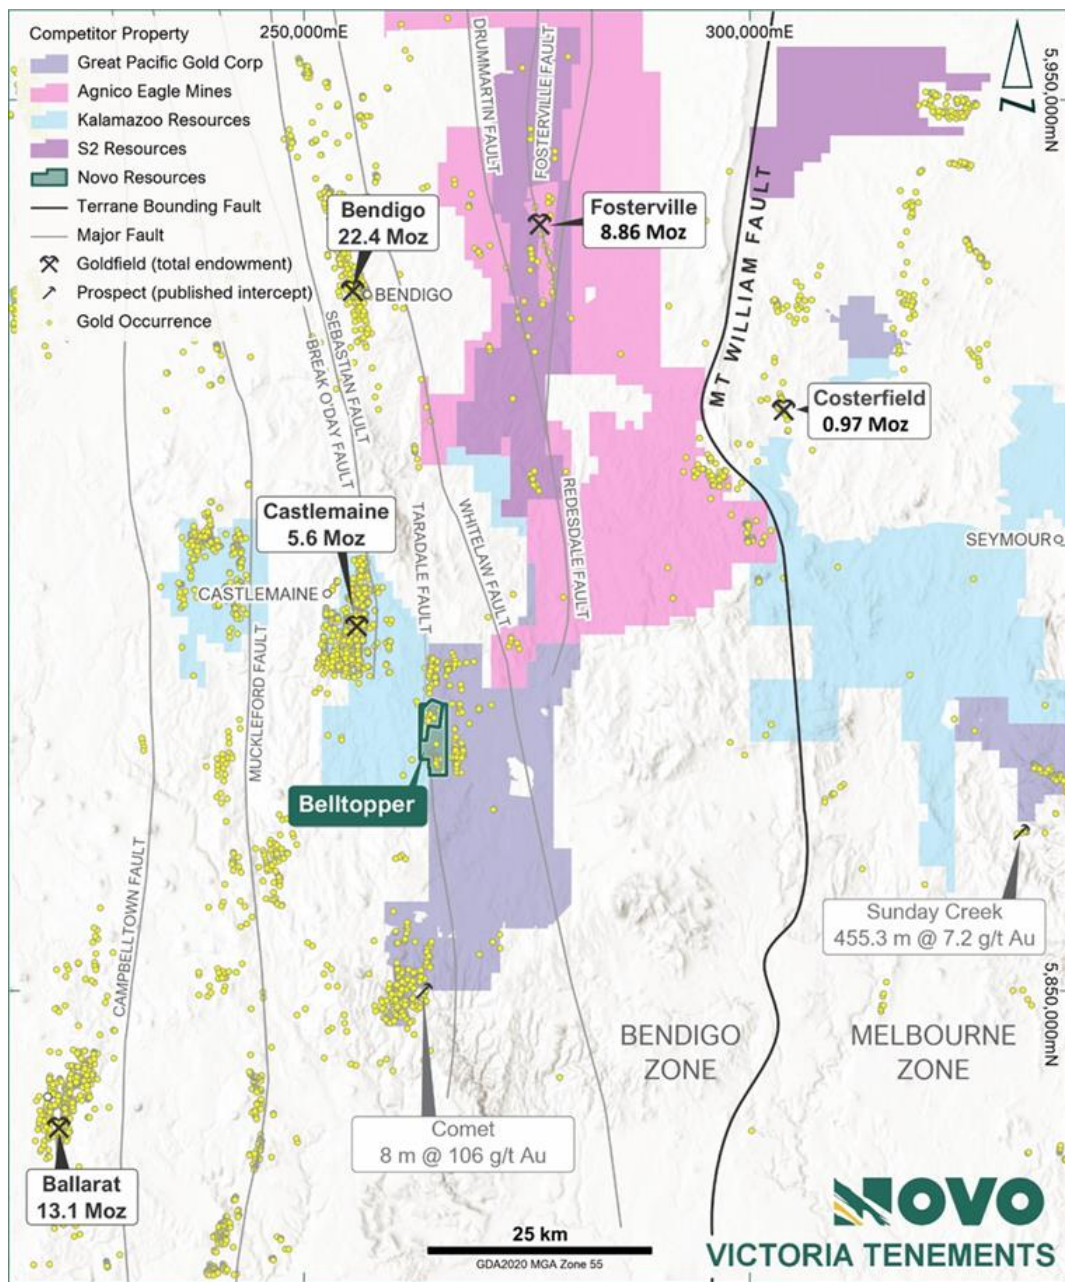 Competitor Property
Great Pacific Gold Corp
Agnico Eagle Mines
Kalamazoo Resources
S2 Resources
Novo Resources
Terrane Bounding Fault
Major Fault
Goldfield (total endowment)
Prospect (published intercept)
Gold Occurrence
250,000mE
300,000mE
5,950,000mN
Z
DRUMMARTIN FAULT
FOSTERVILLE FAULT
Bendigo
22.4 Moz
BENDIGO
Fosterville
8.86 Moz
MT WILLIAM FAULT
SEBASTIAN FAULT
BREAK O'DAY FAULT
Costerfield
0.97 Moz
Castlemaine
5.6 Moz
CASTLEMAINE
TARADALE FAULT
WHITELAW FAULT
REDESDALE FAULT
SEYMOUR
MUCKLEFORD FAULT
Belltopper
CAMPBELLTOWN FAULT
Sunday Creek
455.3 m @ 7.2 g/t Au
5,850,000mN
BENDIGO
ZONE
MELBOURNE
ZONE
Comet
8 m @ 106 g/t Au
Ballarat
13.1 Moz
25 km
GDA2020 MGA Zone 55
NOVO
VICTORIA TENEMENTS